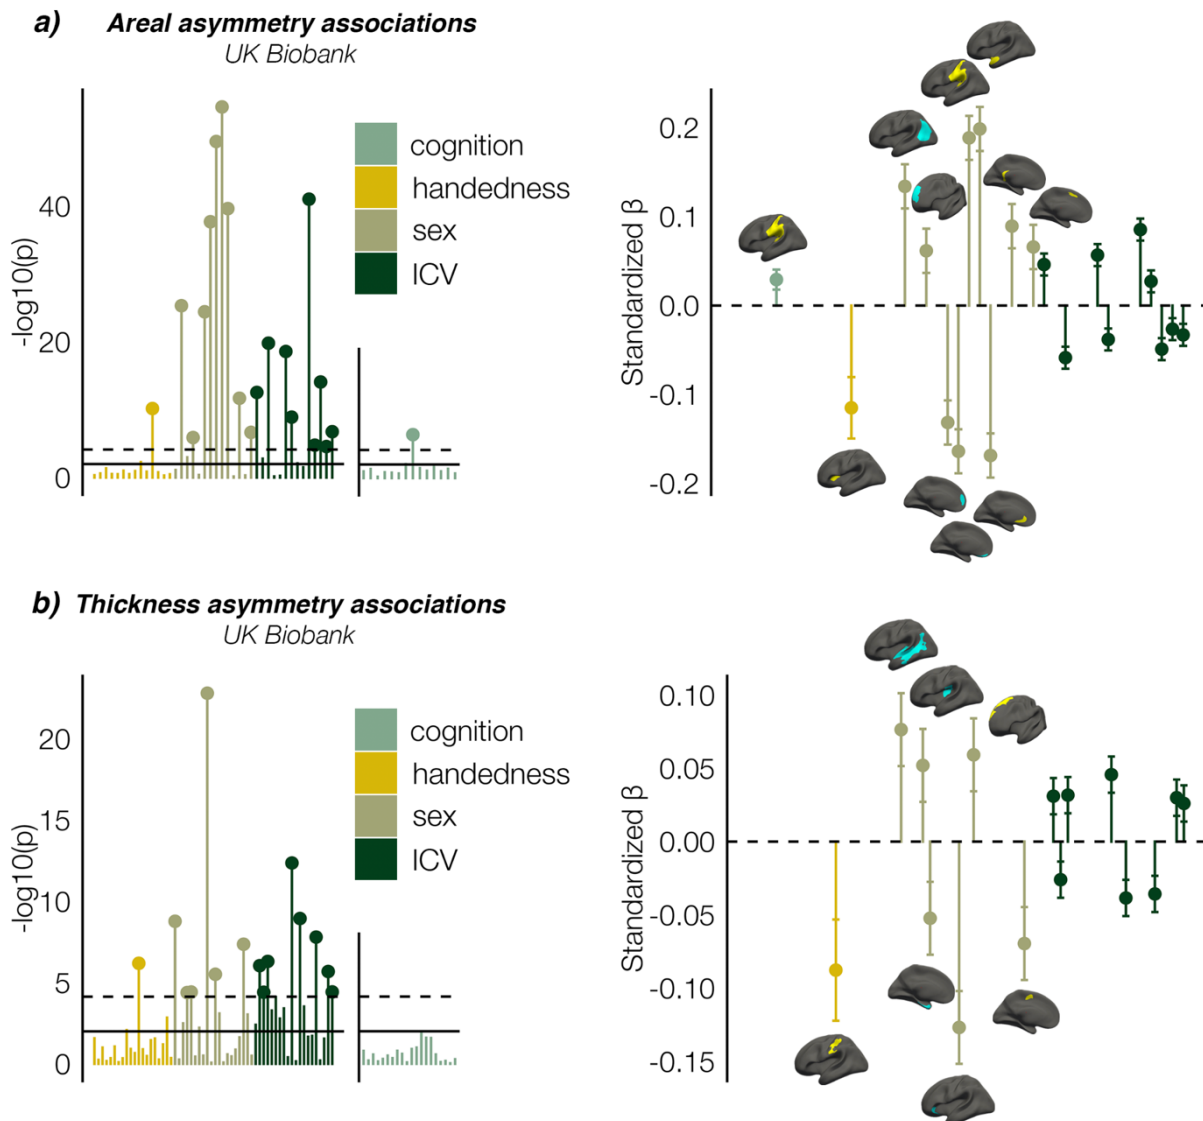 a) Areal asymmetry associations
UK Biobank
-log10(p)
40
20
0
cognition
handedness
sex
ICV
Standardized β
0.2
0.1
0.0
-0.1
-0.2
b) Thickness asymmetry associations
UK Biobank
-log10(p)
20
15
10
5
0
cognition
handedness
sex
ICV
Standardized β
0.10
0.05
0.00
-0.05
-0.10
-0.15